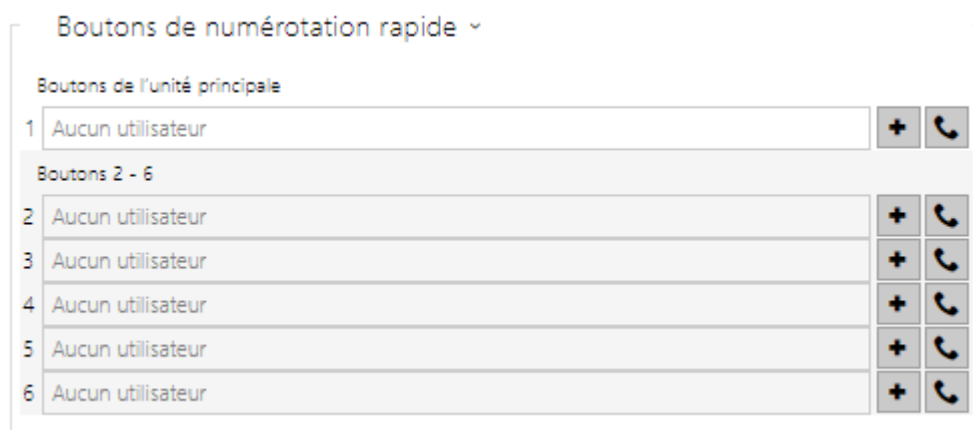 Boutons de numérotation rapide
Boutons de l'unité principale
1 Aucun utilisateur
Boutons 2 - 6
2 Aucun utilisateur
3 Aucun utilisateur
4 Aucun utilisateur
5 Aucun utilisateur
6 Aucun utilisateur